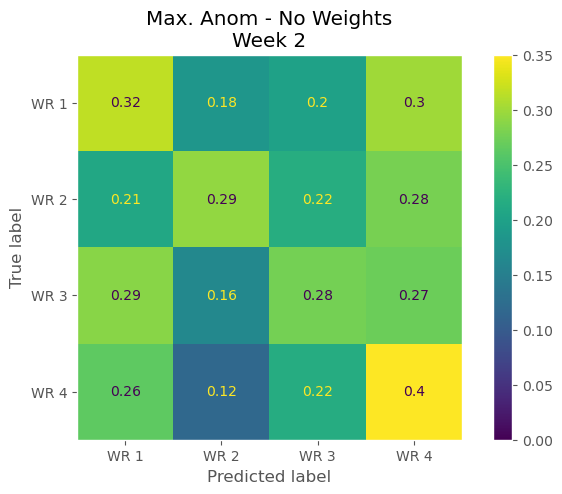 Max. Anom - No Weights
Week 2
WR 1 0.32 0.18 0.2 0.3
WR 2 0.21 0.29 0.22 0.28
WR 3 0.29 0.16 0.28 0.27
WR 4 0.26 0.12 0.22 0.4
WR 1 WR 2 WR 3 WR 4
Predicted label
True label
0.35
0.30
0.25
0.20
0.15
0.10
0.05
0.00